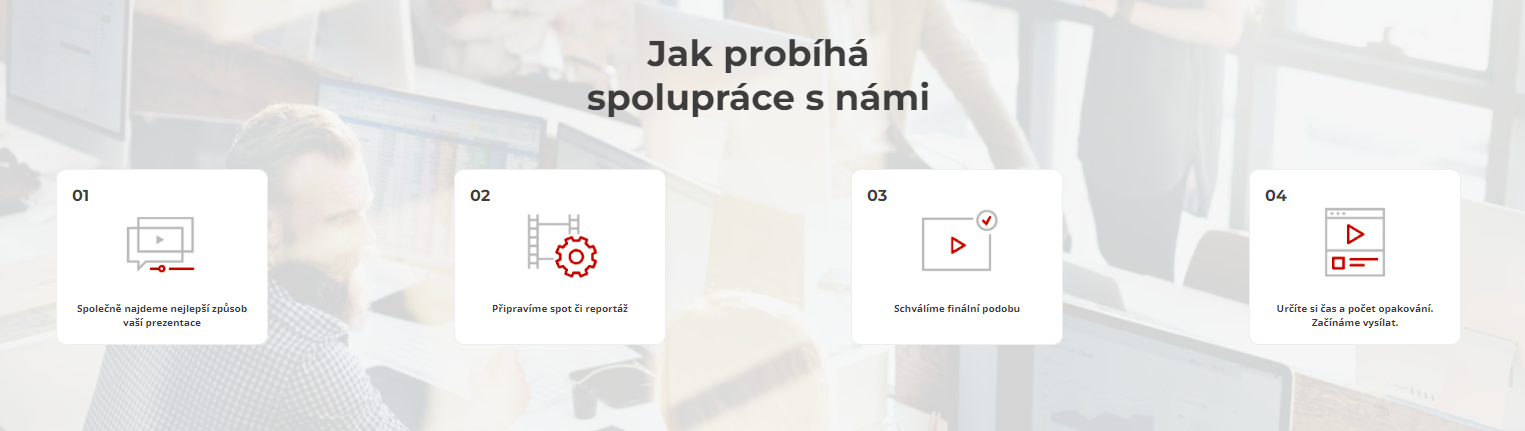 Jak probíhá
spolupráce s námi
01
Společně najdeme nejlepší způsob
vaší prezentace
02
Připravíme spot či reportáž
03
Schválíme finální podobu
04
Určíte si čas a počet opakování.
Začínáme vysílat.